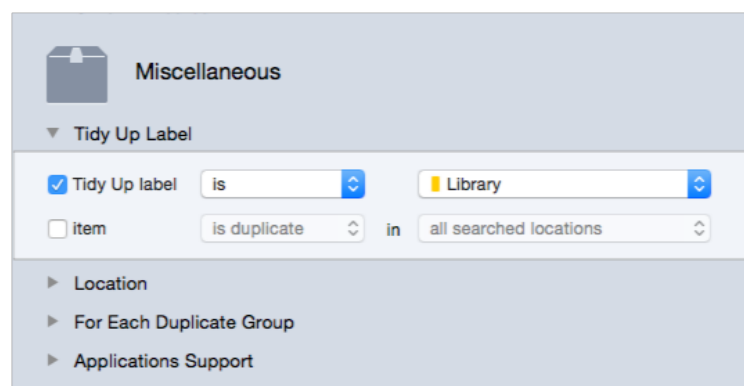 Miscellaneous
Tidy Up Label
Tidy Up label is Library
item is duplicate in all searched locations
Location
For Each Duplicate Group
Applications Support